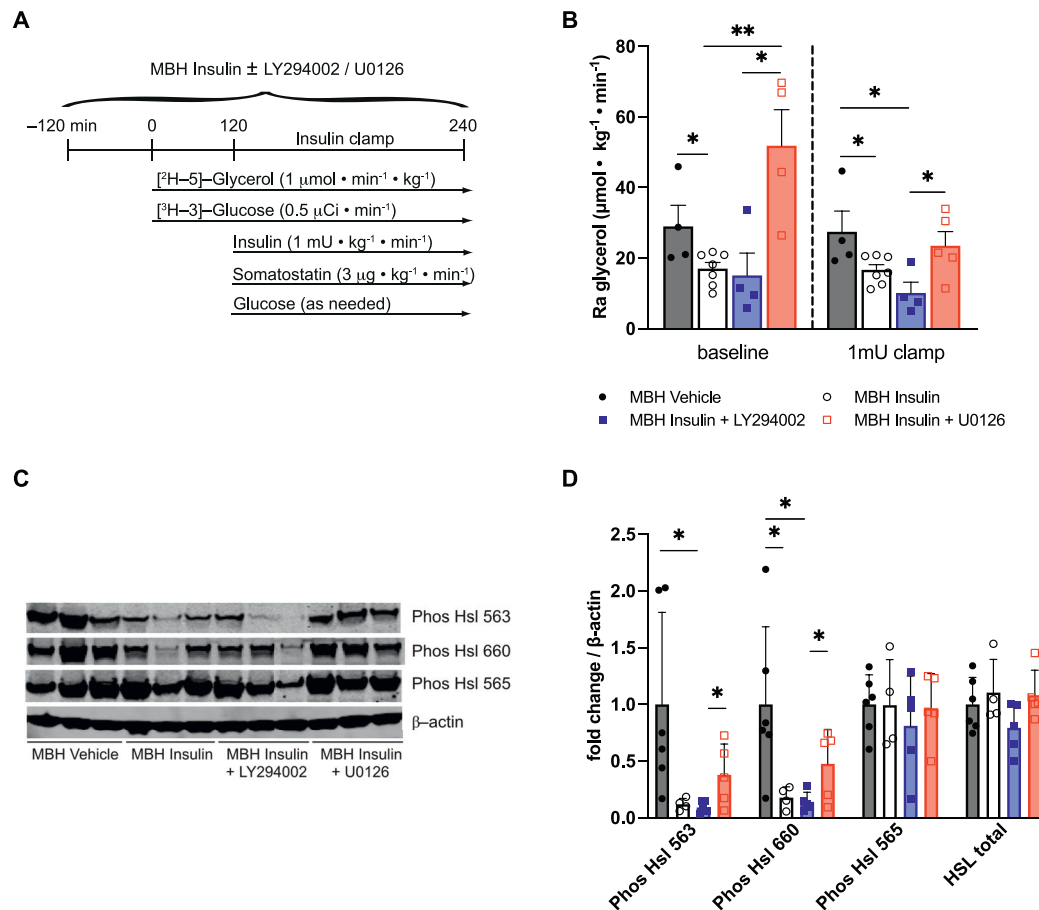 A
MBH Insulin ± LY294002 / U0126
–120 min 0 120 240
Insulin clamp
[²H–5]–Glycerol (1 μmol • min⁻¹ • kg⁻¹)
[³H–3]–Glucose (0.5 μCi • min⁻¹)
Insulin (1 mU • kg⁻¹ • min⁻¹)
Somatostatin (3 μg • kg⁻¹ • min⁻¹)
Glucose (as needed)
B
Ra glycerol (μmol • kg⁻¹ • min⁻¹)
80
60
40
20
0
** * * * * * *
baseline 1mU clamp
MBH Vehicle MBH Insulin
MBH Insulin + LY294002 MBH Insulin + U0126
C
Phos Hsl 563
Phos Hsl 660
Phos Hsl 565
β–actin
MBH Vehicle MBH Insulin MBH Insulin MBH Insulin
+ LY294002 + U0126
D
fold change / β-actin
2.5
2.0
1.5
1.0
0.5
0.0
* * * * *
Phos Hsl 563
Phos Hsl 660
Phos Hsl 565
HSL total